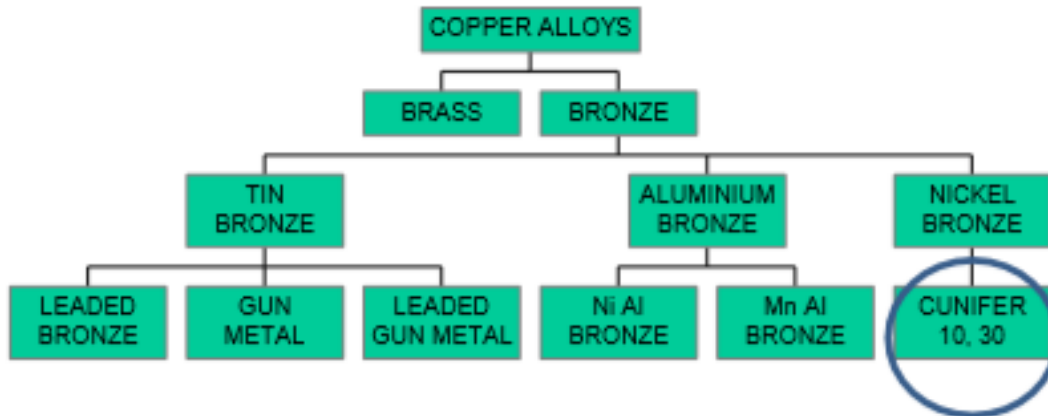 COPPER ALLOYS
BRASS
BRONZE
TIN
BRONZE
ALUMINIUM
BRONZE
NICKEL
BRONZE
LEADED
BRONZE
GUN
METAL
LEADED
GUN METAL
Ni Al
BRONZE
Mn Al
BRONZE
CUNIFER
10, 30